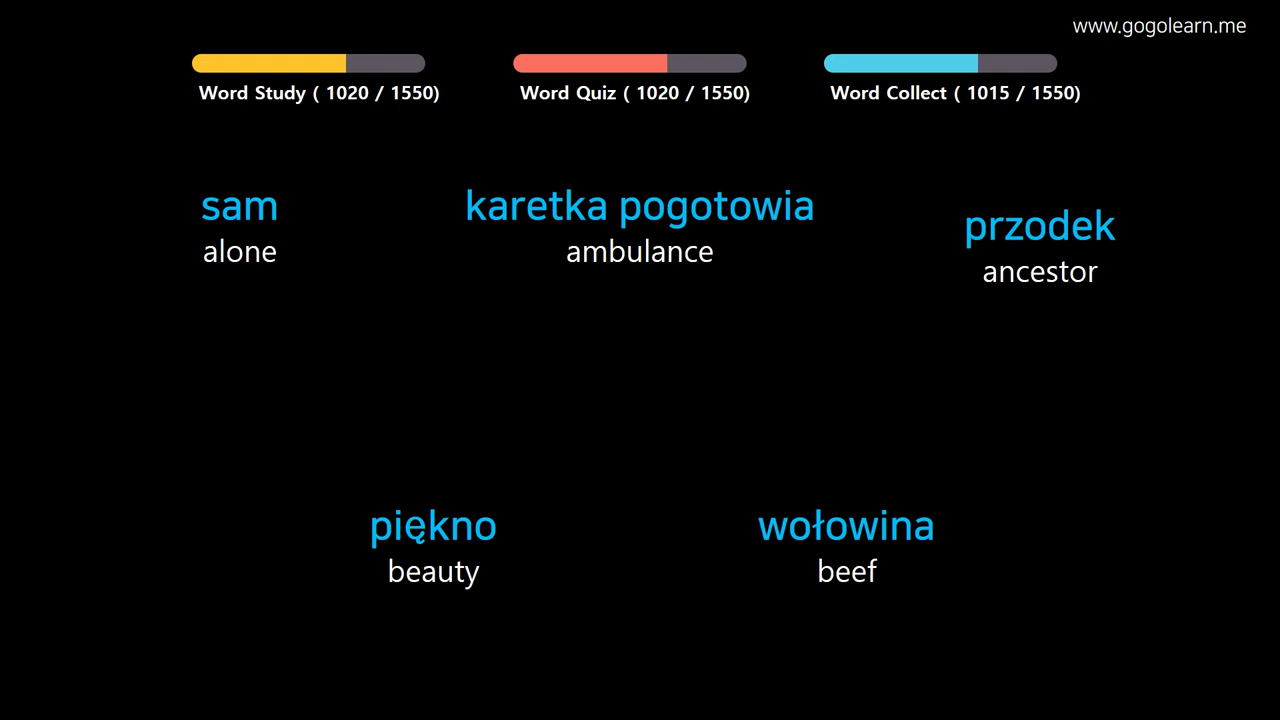 www.gogolearn.me
Word Study ( 1020 / 1550)
Word Quiz ( 1020 / 1550)
Word Collect ( 1015 / 1550)
sam
alone
karetka pogotowia
ambulance
przodek
ancestor
piękno
beauty
wołowina
beef